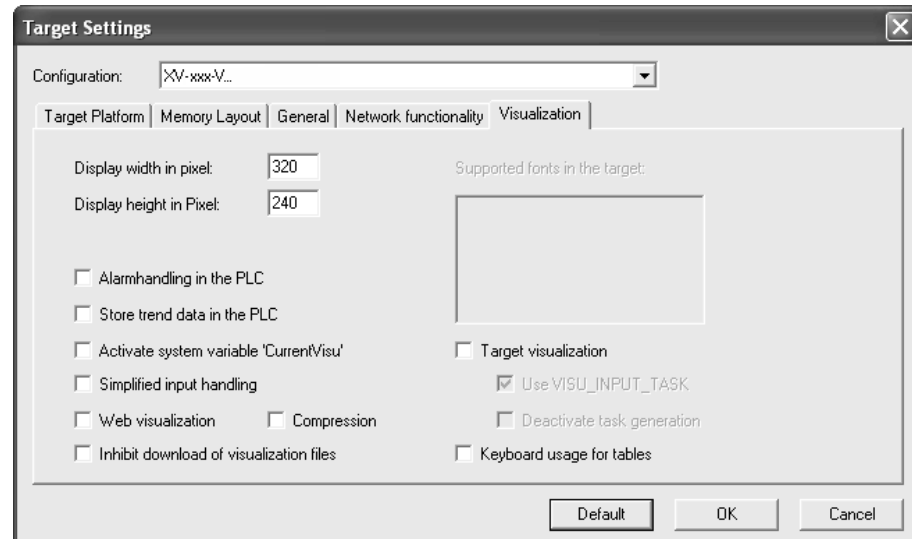 Target Settings
Configuration: XV-xxx-V...
Target Platform Memory Layout General Network functionality Visualization
Display width in pixel: 320
Supported fonts in the target:
Display height in Pixel: 240
Alarmhandling in the PLC
Store trend data in the PLC
Activate system variable 'CurrentVisu'
Target visualization
Simplified input handling
Use VISU_INPUT_TASK
Web visualization Compression
Deactivate task generation
Inhibit download of visualization files
Keyboard usage for tables
Default OK Cancel